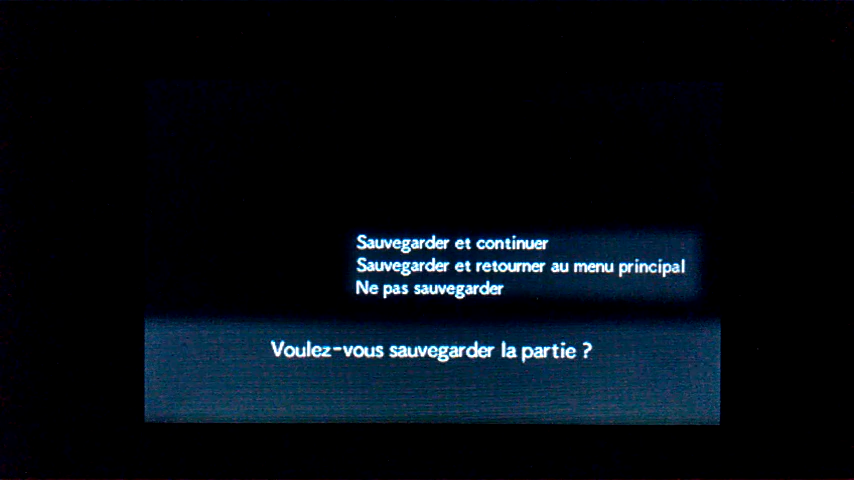 Sauvegarder et continuer
Sauvegarder et retourner au menu principal
Ne pas sauvegarder
Voulez-vous sauvegarder la partie ?